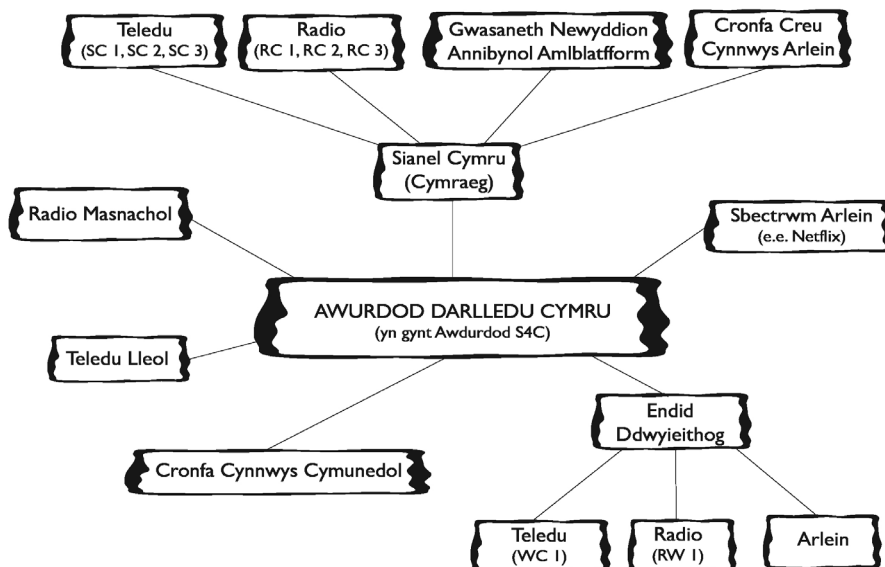 Teledu
(SC 1, SC 2, SC 3)
Radio
(RC 1, RC 2, RC 3)
Gwasaneth Newyddion
Annibynol Amlblatfform
Cronfa Creu
Cynnwys Arlein
Sianel Cymru
(Cymraeg)
Radio Masnachol
Sbectrwm Arlein
(e.e. Netflix)
AWURDOD DARLLEDU CYMRU
(yn gynt Awdurdod S4C)
Teledu Lleol
Endid
Ddwyieithog
Cronfa Cynnwys Cymunedol
Teledu
(WC 1)
Radio
(RW 1)
Arlein